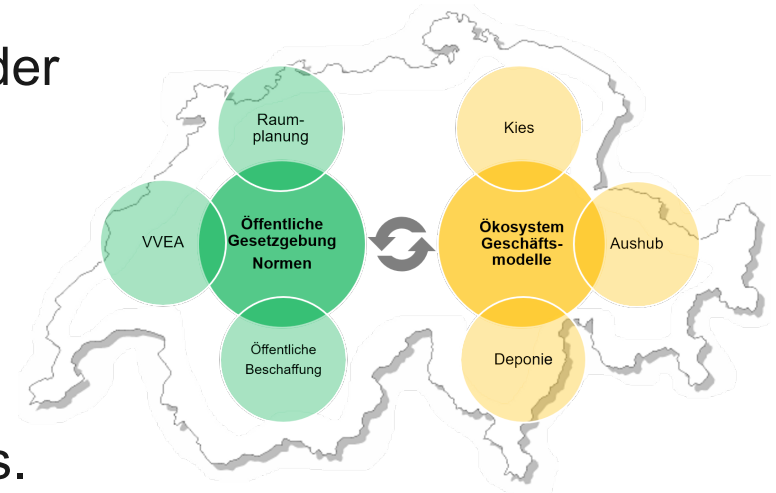 der
Raum-
planung
VVEA
Öffentliche
Gesetzgebung
Normen
Öffentliche
Beschaffung
Kies
Ökosystem
Geschäfts-
modelle
Aushub
Deponie
s.